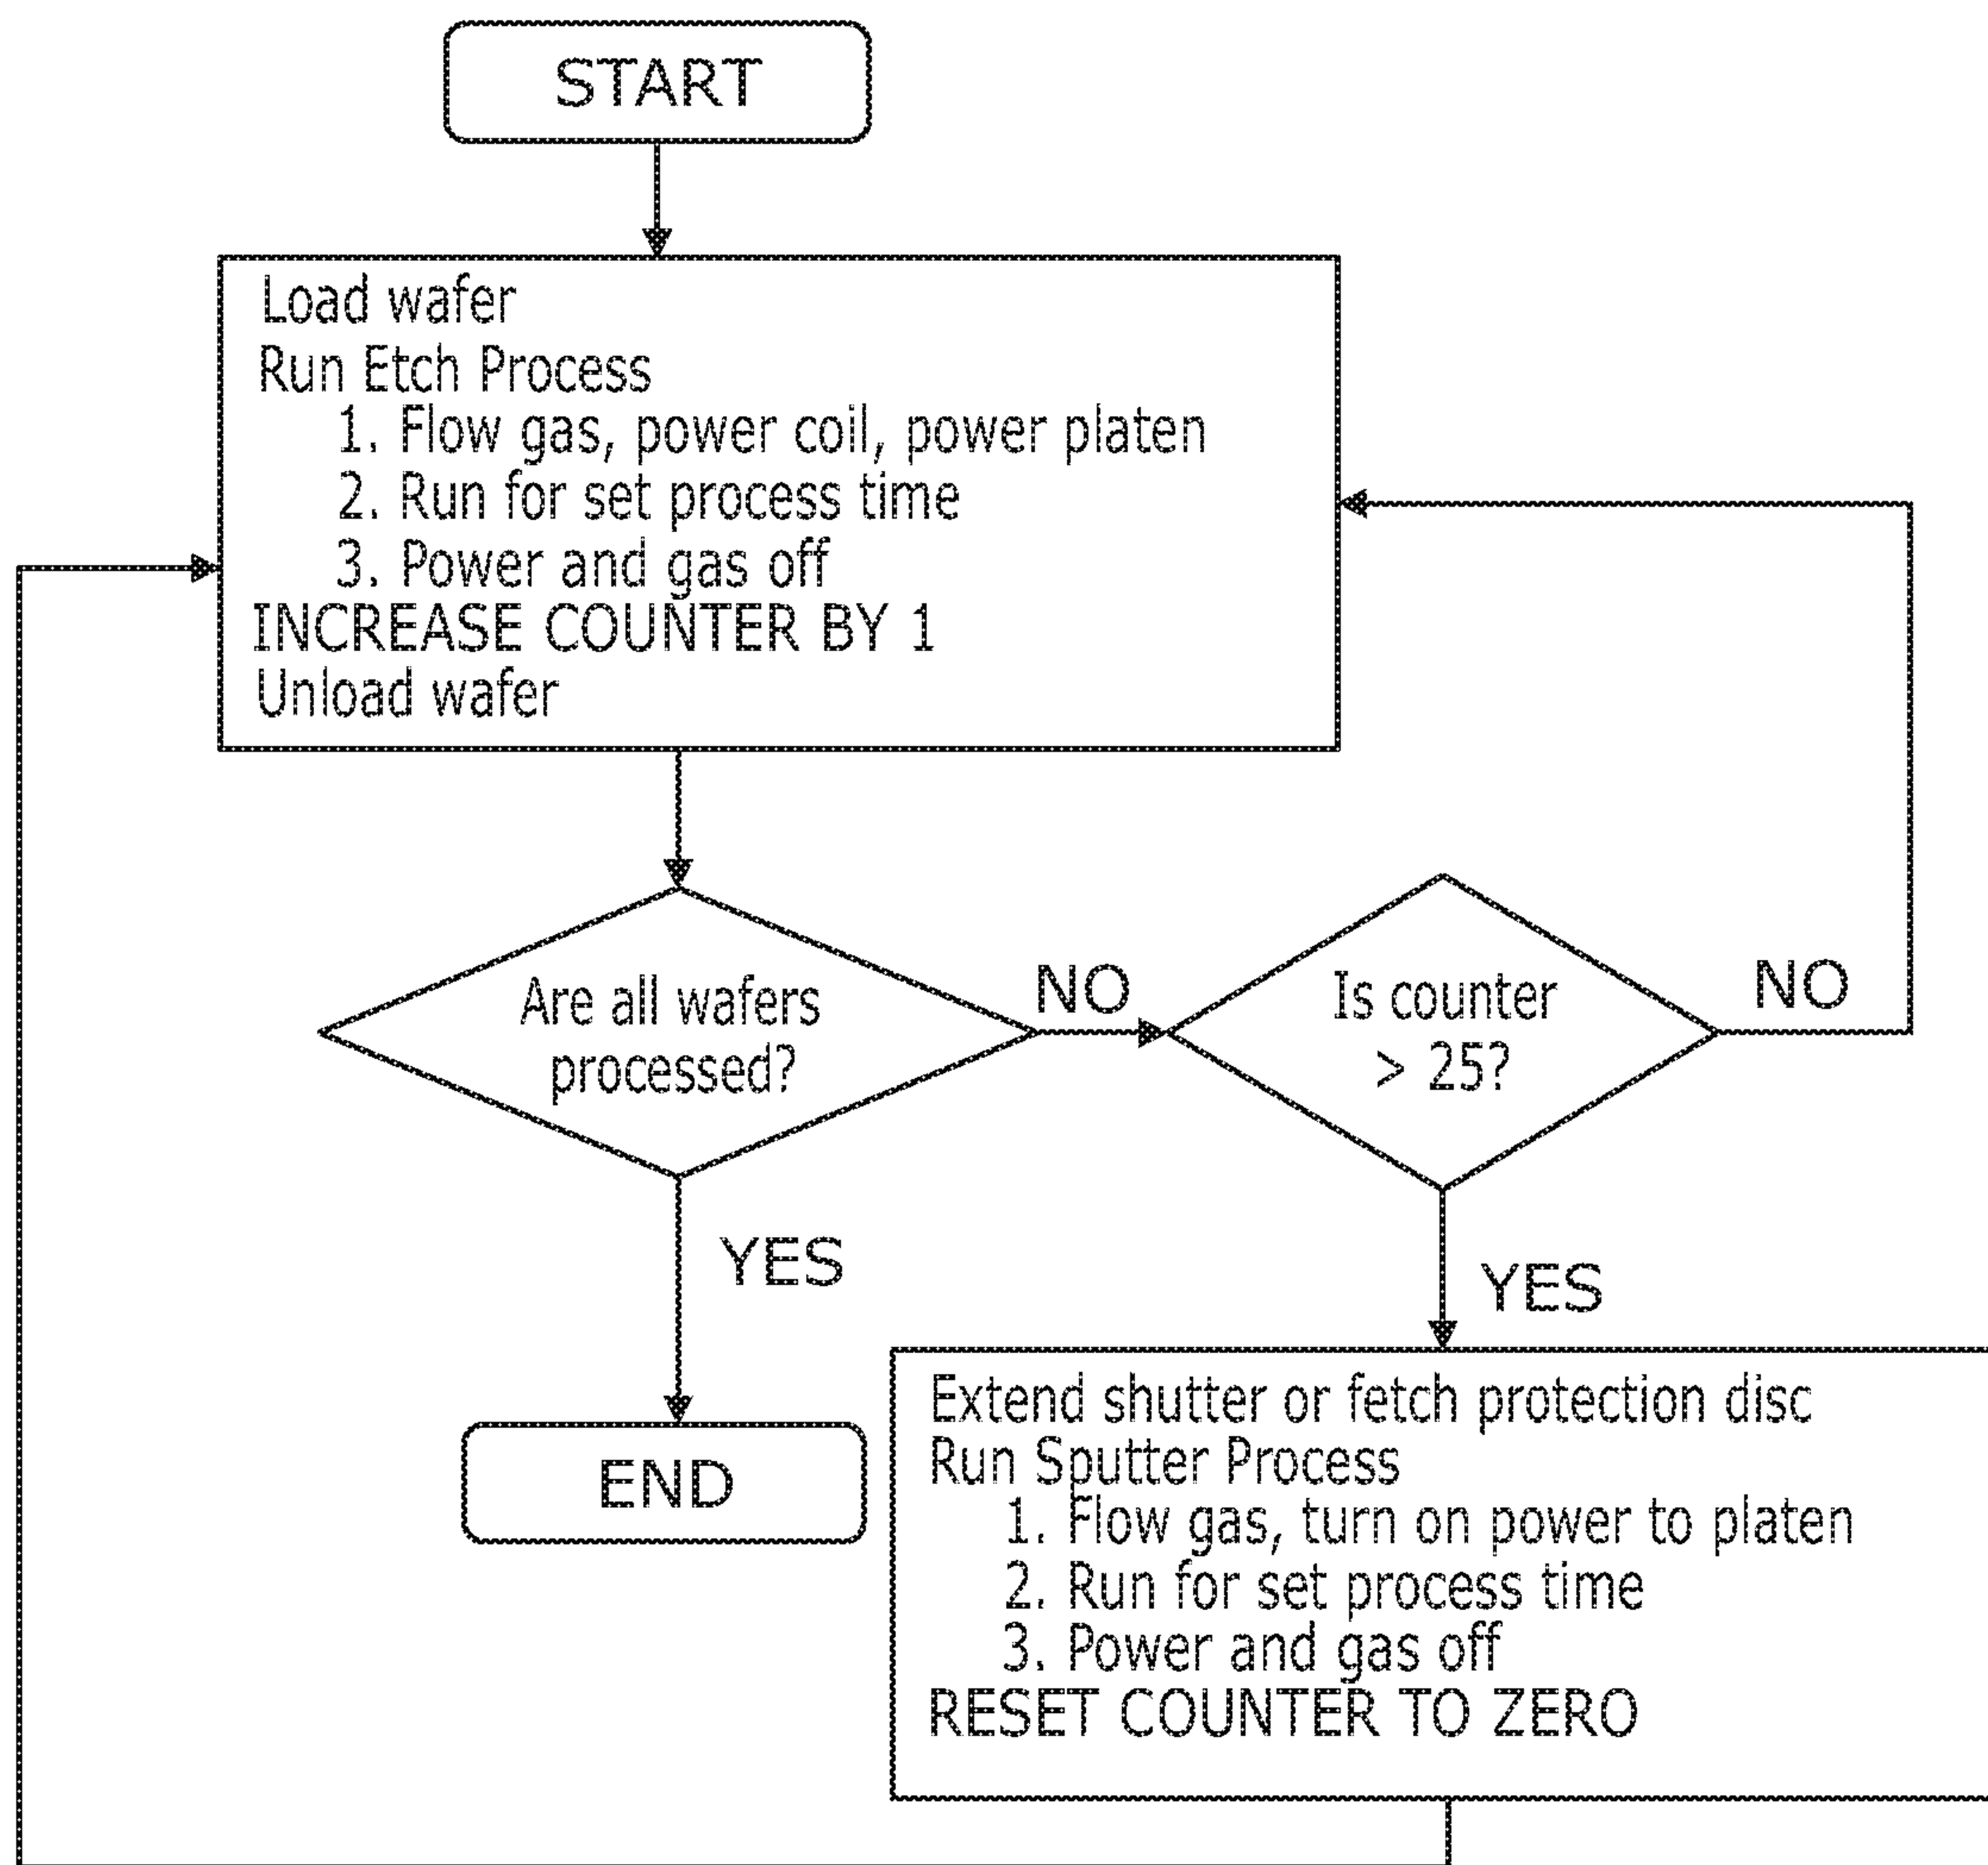 START
Load wafer
Run Etch Process
1. Flow gas, power coil, power platen
2. Run for set process time
3. Power and gas off
INCREASE COUNTER BY 1
Unload wafer
Are all wafers
processed?
NO
Is counter
> 25?
NO
YES
YES
END
Extend shutter or fetch protection disc
Run Sputter Process
1. Flow gas, turn on power to platen
2. Run for set process time
3. Power and gas off
RESET COUNTER TO ZERO